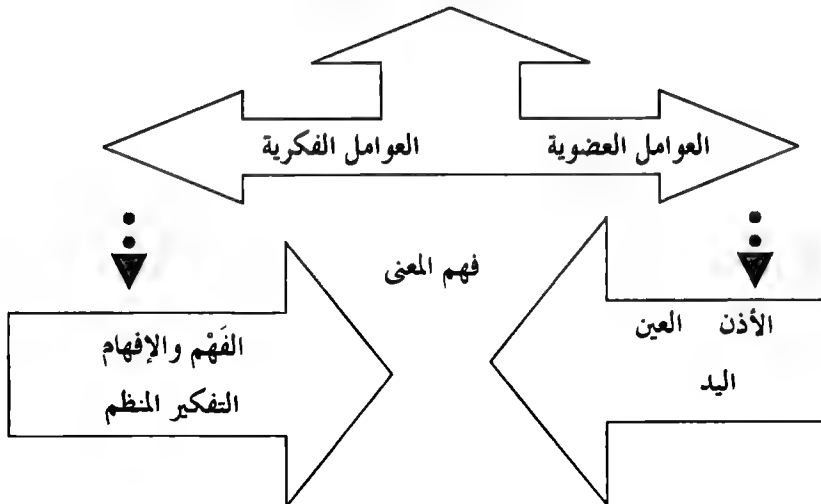 العوامل العضوية
العوامل الفكرية
فهم المعنى
الأذن العين
اليد
الفَهْم والإفهام
التفكير المنظم